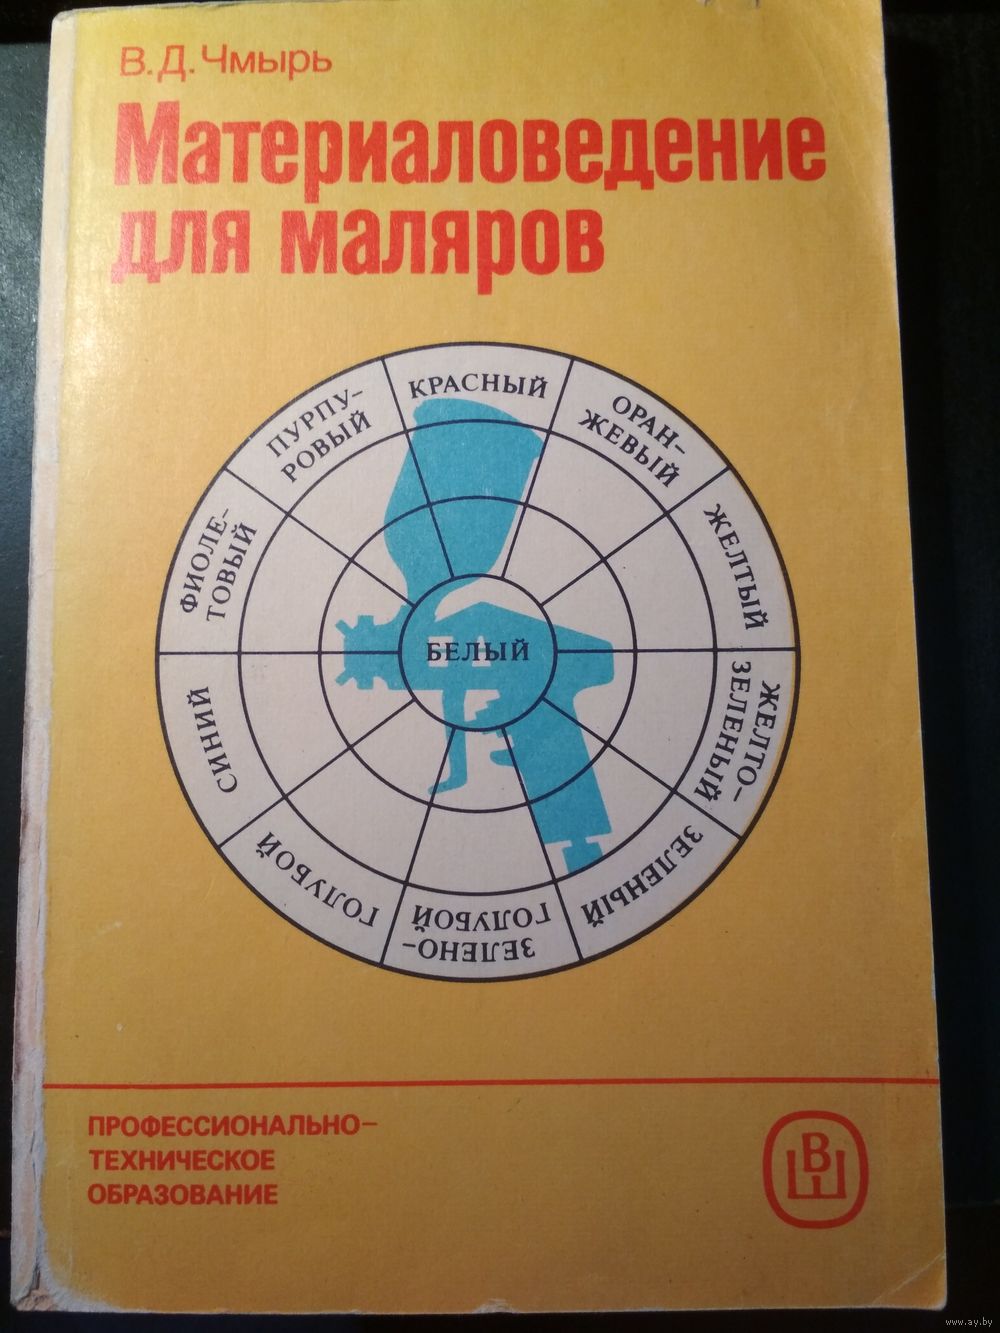 В.Д.Чмырь
Материаловедение
для маляров
КРАСНЫЙ
ОРАН-
ЖЕВЫЙ
ЖЕЛТЫЙ
ЖЕЛТО-
ЗЕЛЕНЫЙ
ЗЕЛЕНЫЙ
ЗЕЛЕНО-
ГОЛУБОЙ
ГОЛУБОЙ
СИНИЙ
ФИОЛЕ-
ТОВЫЙ
ПУРПУ-
РОВЫЙ
БЕЛЫЙ
ПРОФЕССИОНАЛЬНО-
ТЕХНИЧЕСКОЕ
ОБРАЗОВАНИЕ
ВШ
www.ay.by